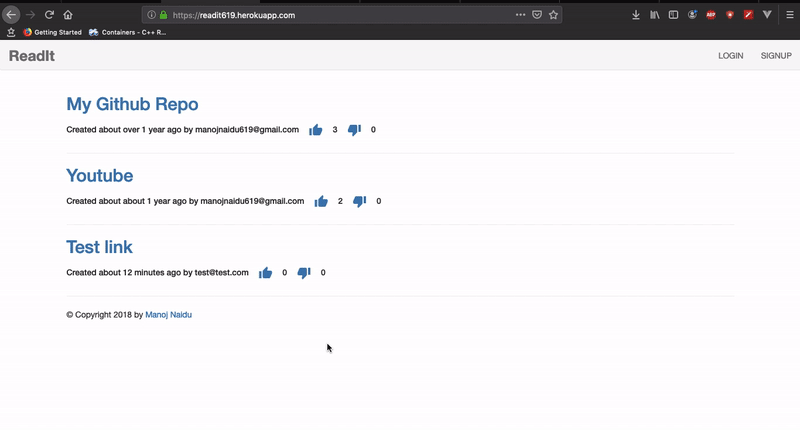 https://readit619.herokuapp.com
Getting Started
Containers - C++ R...
ReadIt
LOGIN SIGNUP
My Github Repo
Created about over 1 year ago by manojnaidu619@gmail.com 3 0
Youtube
Created about about 1 year ago by manojnaidu619@gmail.com 2 0
Test link
Created about 12 minutes ago by test@test.com 0 0
© Copyright 2018 by Manoj Naidu